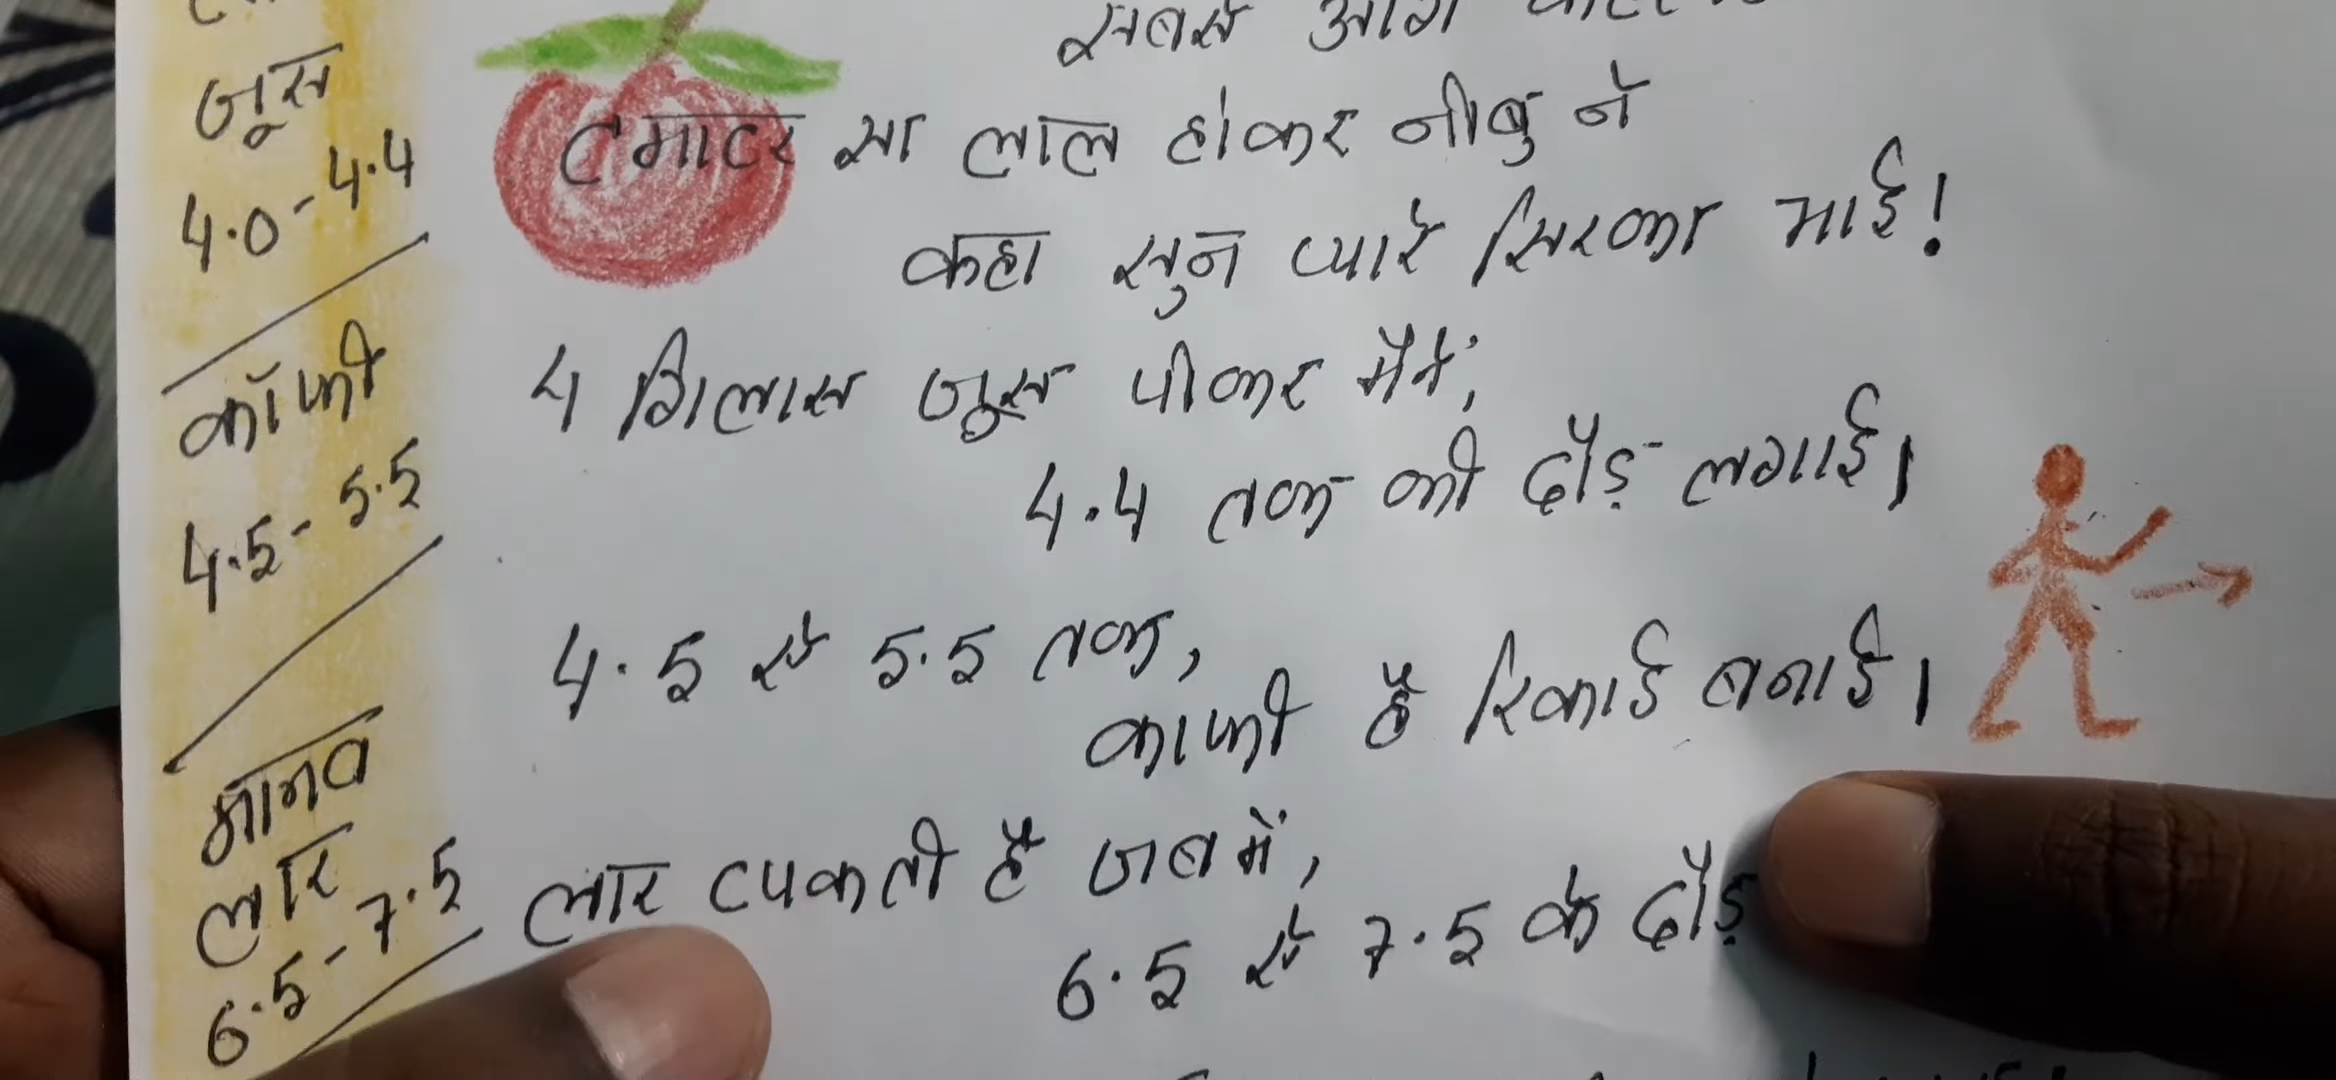 जूस
4.0-4.4
कॉफी
4.5-5.5
मानव
लार
6.5-7.5
सबसे आगे
टमाटर सा लाल होकर नीबु ने
कहा सुन प्यारे सिरका भाई!
4 गिलास जूस पीकर मैंने,
4.4 तक की दौड़ लगाई।
4.5 से 5.5 तक,
काफी है रिकार्ड बनाई।
लार टपकती है जब में,
6.5 से 7.5 के दौड़